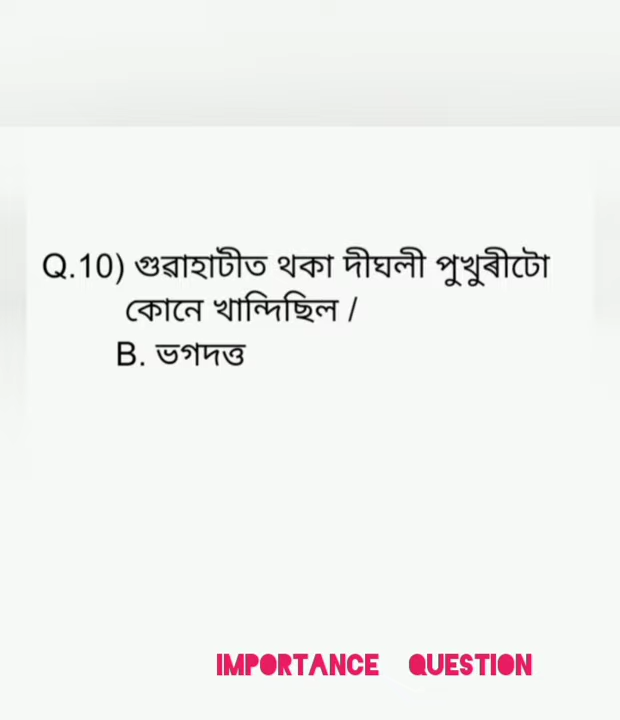 Q.10) গুৱাহাটীত থকা দীঘলী পুখুৰীটো
কোনে খান্দিছিল /
B. ভগদত্ত
IMPORTANCE QUESTION